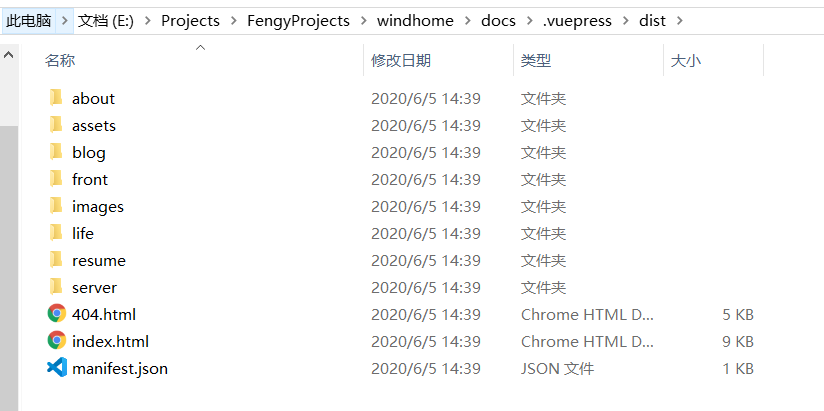 此电脑 > 文档 (E:) > Projects > FengyProjects > windhome > docs > .vuepress > dist >
名称 修改日期 类型 大小
about 2020/6/5 14:39 文件夹
assets 2020/6/5 14:39 文件夹
blog 2020/6/5 14:39 文件夹
front 2020/6/5 14:39 文件夹
images 2020/6/5 14:39 文件夹
life 2020/6/5 14:39 文件夹
resume 2020/6/5 14:39 文件夹
server 2020/6/5 14:39 文件夹
404.html 2020/6/5 14:39 Chrome HTML D... 5 KB
index.html 2020/6/5 14:39 Chrome HTML D... 9 KB
manifest.json 2020/6/5 14:39 JSON 文件 1 KB